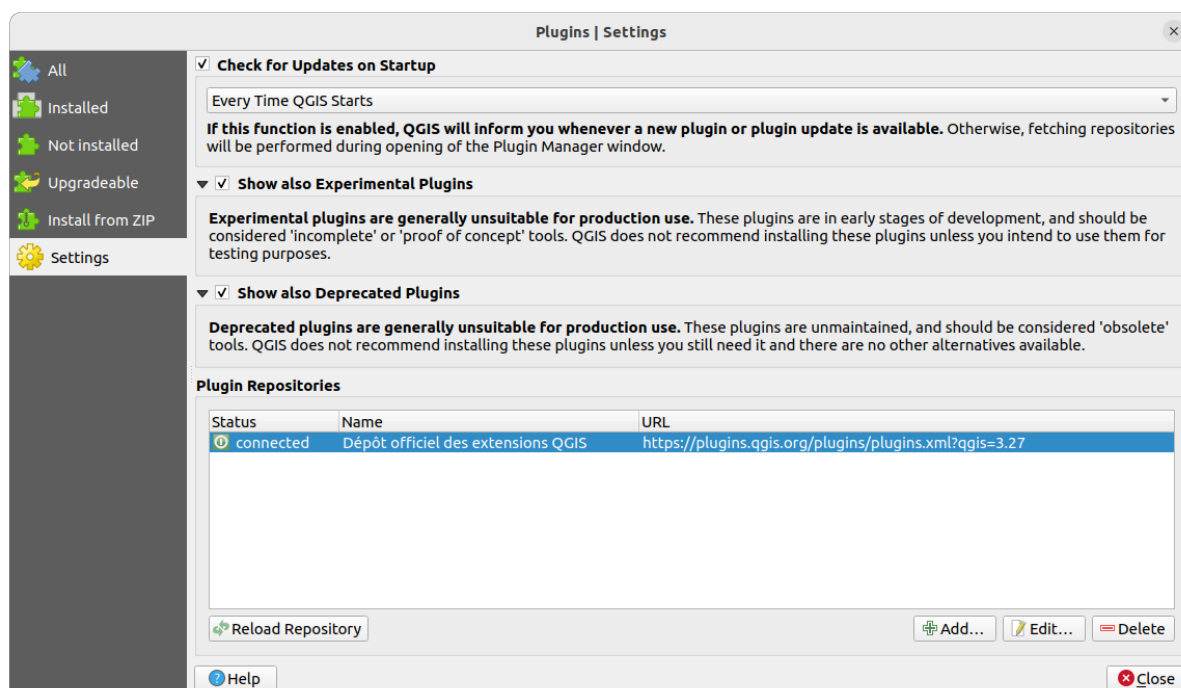 Plugins | Settings
All
Installed
Not installed
Upgradeable
Install from ZIP
Settings
Check for Updates on Startup
Every Time QGIS Starts
If this function is enabled, QGIS will inform you whenever a new plugin or plugin update is available. Otherwise, fetching repositories
will be performed during opening of the Plugin Manager window.
Show also Experimental Plugins
Experimental plugins are generally unsuitable for production use. These plugins are in early stages of development, and should be
considered 'incomplete' or 'proof of concept' tools. QGIS does not recommend installing these plugins unless you intend to use them for
testing purposes.
Show also Deprecated Plugins
Deprecated plugins are generally unsuitable for production use. These plugins are unmaintained, and should be considered 'obsolete'
tools. QGIS does not recommend installing these plugins unless you still need it and there are no other alternatives available.
Plugin Repositories
Status Name URL
connected Dépôt officiel des extensions QGIS https://plugins.qgis.org/plugins/plugins.xml?qgis=3.27
Reload Repository Add... Edit... Delete
Help Close